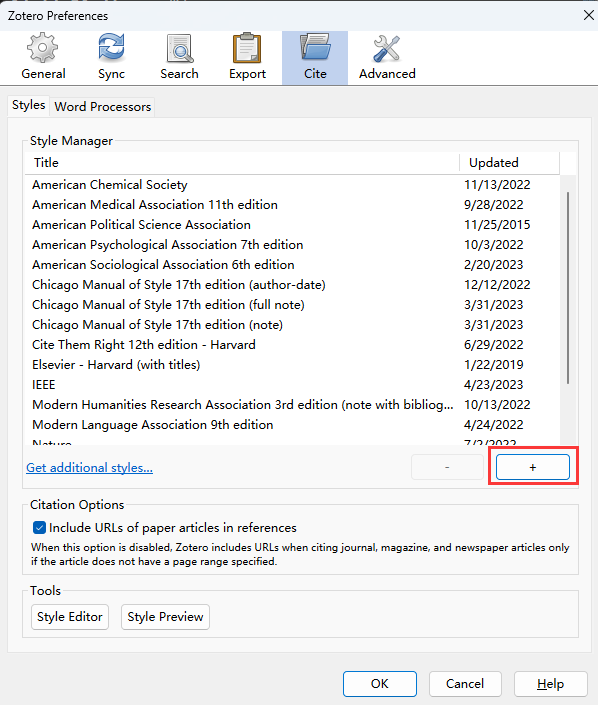 Zotero Preferences
General Sync Search Export Cite Advanced
Styles Word Processors
Style Manager
Title Updated
American Chemical Society 11/13/2022
American Medical Association 11th edition 9/28/2022
American Political Science Association 11/25/2015
American Psychological Association 7th edition 10/3/2022
American Sociological Association 6th edition 2/20/2023
Chicago Manual of Style 17th edition (author-date) 12/12/2022
Chicago Manual of Style 17th edition (full note) 3/31/2023
Chicago Manual of Style 17th edition (note) 3/31/2023
Cite Them Right 12th edition - Harvard 6/29/2022
Elsevier - Harvard (with titles) 1/22/2019
IEEE 4/23/2023
Modern Humanities Research Association 3rd edition (note with bibliog... 10/13/2022
Modern Language Association 9th edition 4/24/2022
Nature 7/2/2022
Get additional styles... - +
Citation Options
Include URLs of paper articles in references
When this option is disabled, Zotero includes URLs when citing journal, magazine, and newspaper articles only
if the article does not have a page range specified.
Tools
Style Editor Style Preview
OK Cancel Help